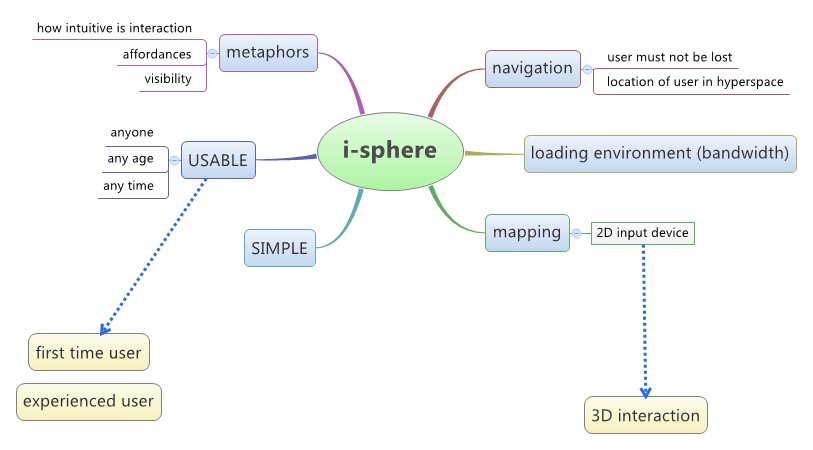 how intuitive is interaction
affordances
visibility
metaphors
navigation
user must not be lost
location of user in hyperspace
anyone
any age
any time
USABLE
i-sphere
loading environment (bandwidth)
SIMPLE
mapping
2D input device
first time user
experienced user
3D interaction